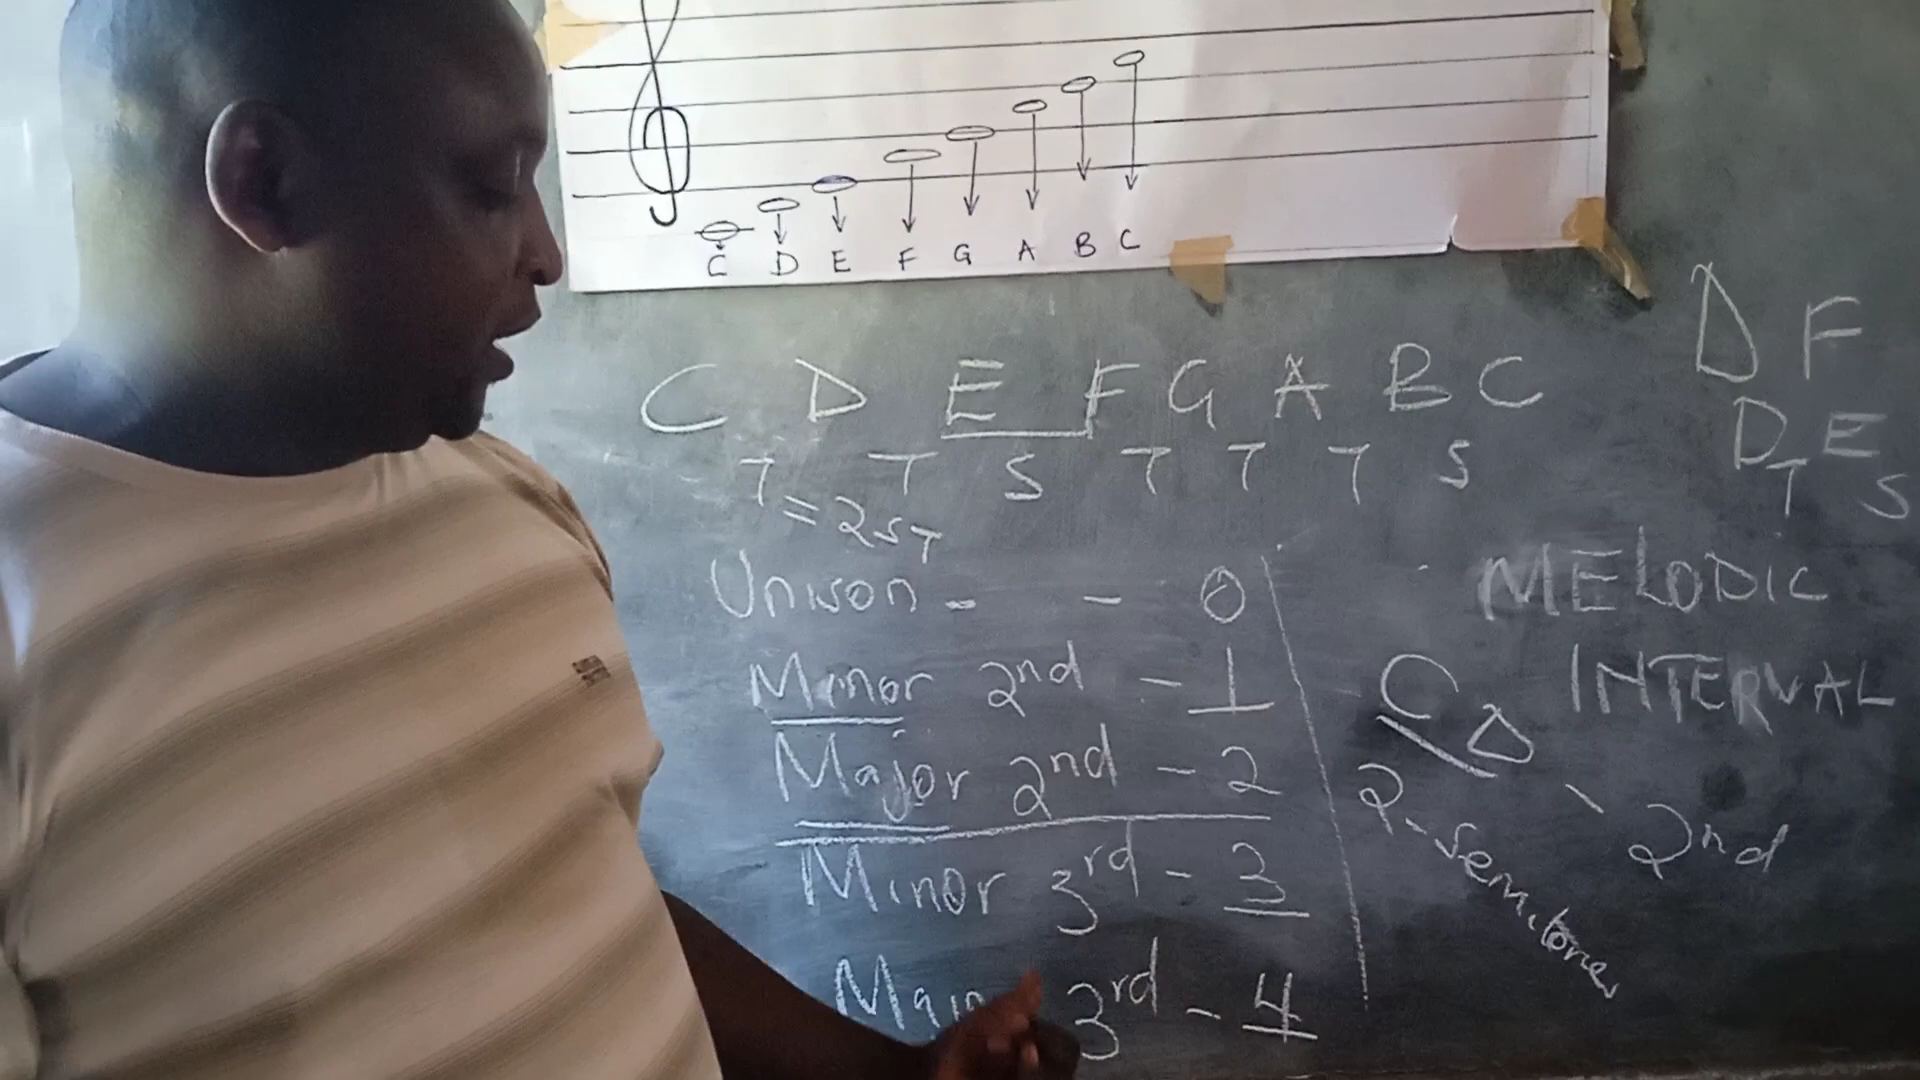 C D E F G A B C
D F
C D E F G A B C
D E
T T S T T T S
T S
= 2ST
Unison - - 0
Minor 2nd - 1
Major 2nd - 2
Minor 3rd - 3
3rd - 4
MELODIC
INTERVAL
C D
- 2nd
2-Semitones